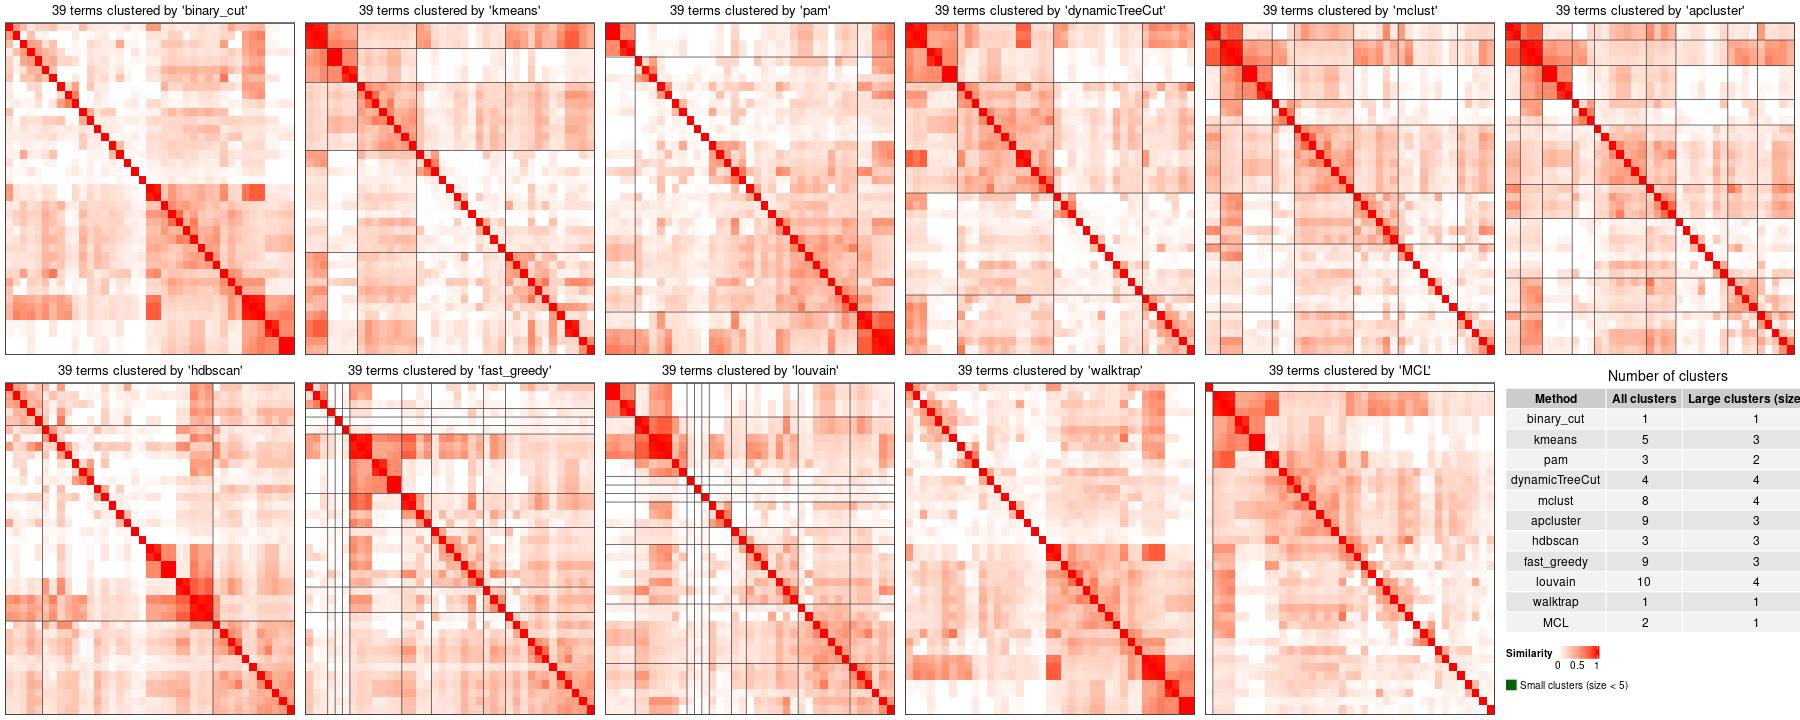 39 terms clustered by 'binary_cut'
39 terms clustered by 'kmeans'
39 terms clustered by 'pam'
39 terms clustered by 'dynamicTreeCut'
39 terms clustered by 'mclust'
39 terms clustered by 'apcluster'
39 terms clustered by 'hdbscan'
39 terms clustered by 'fast_greedy'
39 terms clustered by 'louvain'
39 terms clustered by 'walktrap'
39 terms clustered by 'MCL'
Number of clusters
Method All clusters Large clusters (size
binary_cut 1 1
kmeans 5 3
pam 3 2
dynamicTreeCut 4 4
mclust 8 4
apcluster 9 3
hdbscan 3 3
fast_greedy 9 3
louvain 10 4
walktrap 1 1
MCL 2 1
Similarity
0 0.5 1
Small clusters (size < 5)